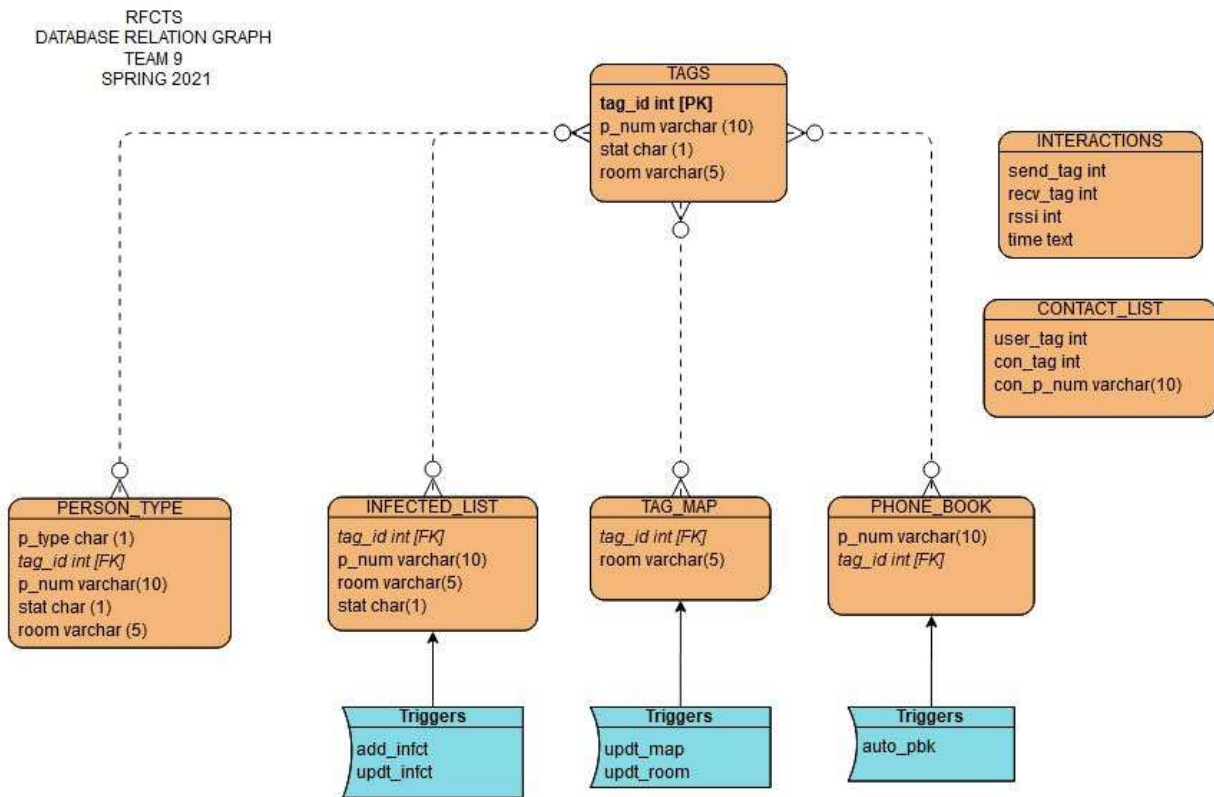 RFCTS
DATABASE RELATION GRAPH
TEAM 9
SPRING 2021
TAGS
tag_id int [PK]
p_num varchar (10)
stat char (1)
room varchar(5)
INTERACTIONS
send_tag int
recv_tag int
rssi int
time text
CONTACT_LIST
user_tag int
con_tag int
con_p_num varchar(10)
PERSON_TYPE
p_type char (1)
tag_id int [FK]
p_num varchar(10)
stat char (1)
room varchar (5)
INFECTED_LIST
tag_id int [FK]
p_num varchar(10)
room varchar(5)
stat char(1)
TAG_MAP
tag_id int [FK]
room varchar(5)
PHONE_BOOK
p_num varchar(10)
tag_id int [FK]
Triggers
add_infct
updt_infct
Triggers
updt_map
updt_room
Triggers
auto_pbk